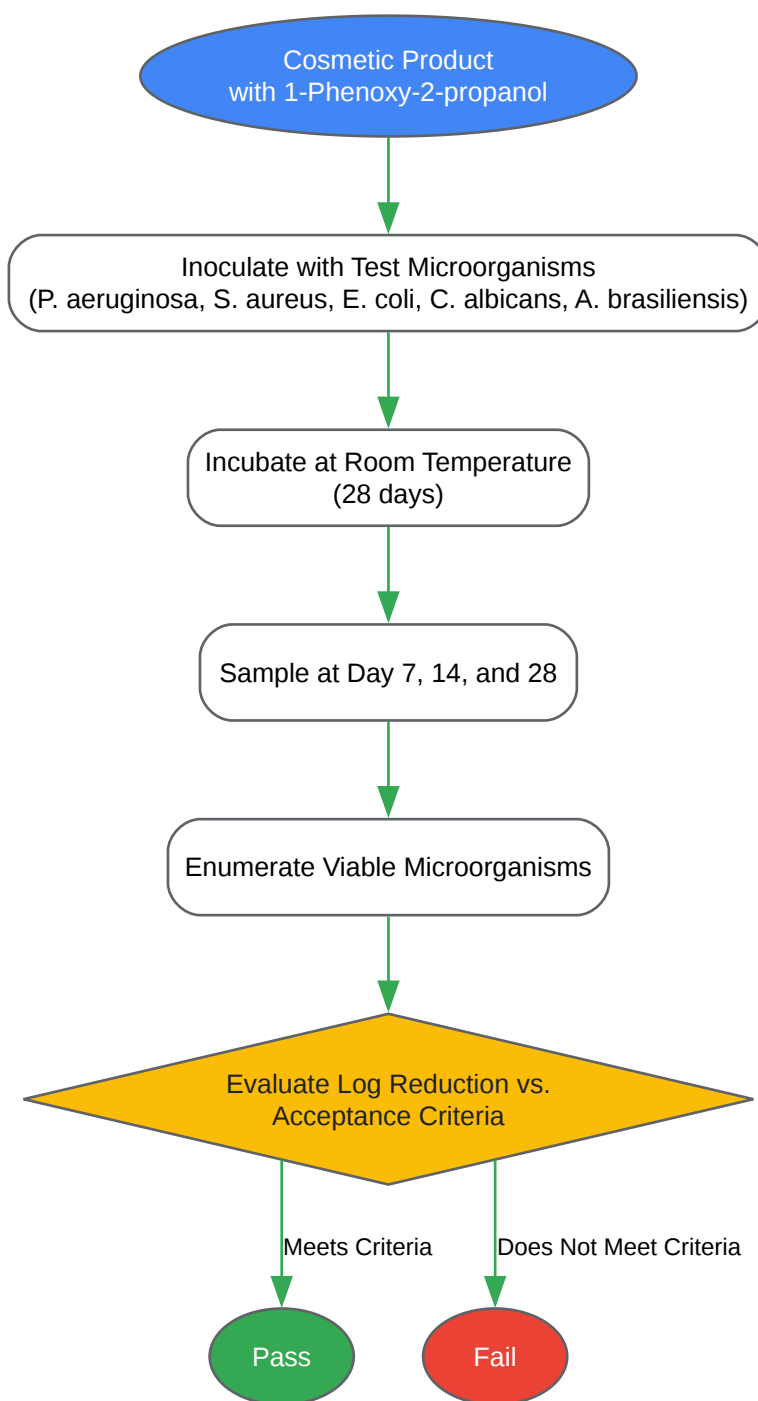 Cosmetic Product
with 1-Phenoxy-2-propanol
Inoculate with Test Microorganisms
(P. aeruginosa, S. aureus, E. coli, C. albicans, A. brasiliensis)
Incubate at Room Temperature
(28 days)
Sample at Day 7, 14, and 28
Enumerate Viable Microorganisms
Evaluate Log Reduction vs.
Acceptance Criteria
Meets Criteria
Does Not Meet Criteria
Pass
Fail